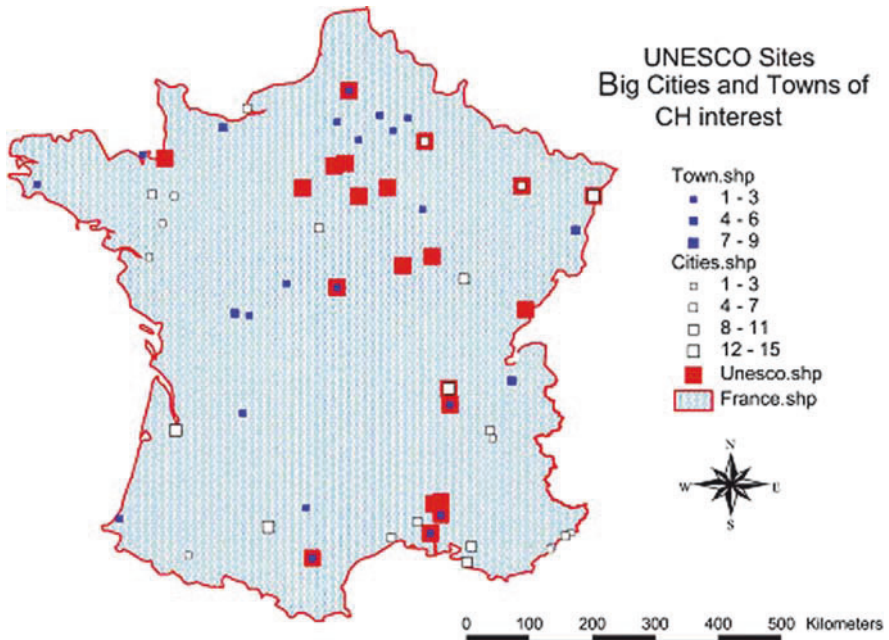 UNESCO Sites
Big Cities and Towns of
CH interest
Town.shp
1 - 3
4 - 6
7 - 9
Cities.shp
1 - 3
4 - 7
8 - 11
12 - 15
Unesco.shp
France.shp
N
W
S
0 100 200 300 400 500 Kilometers